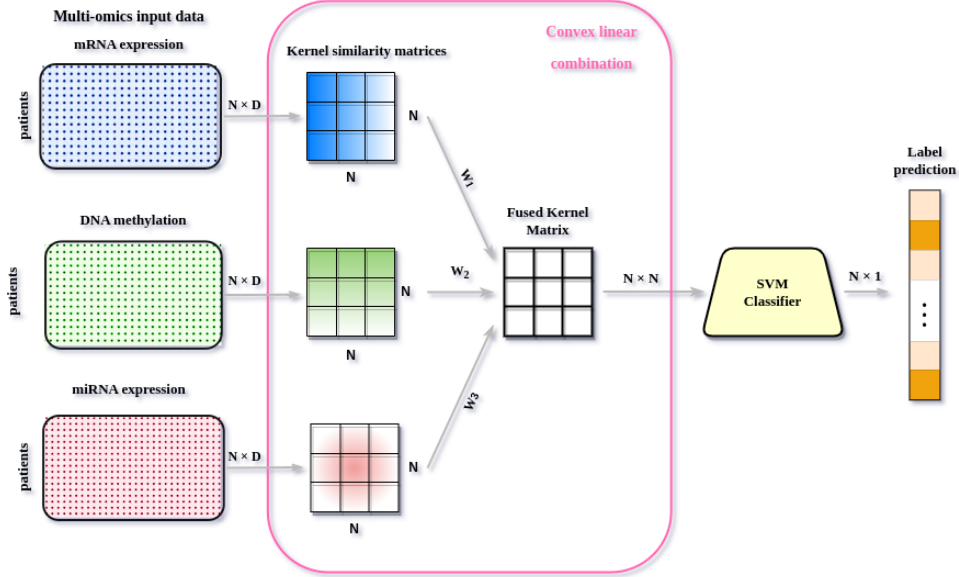 Multi-omics input data
mRNA expression
patients
N × D
Kernel similarity matrices
N
N
Convex linear
combination
W1
DNA methylation
patients
N × D
N
N
W2
Fused Kernel
Matrix
N × N
SVM
Classifier
N × 1
Label
prediction
miRNA expression
patients
N × D
N
N
W3